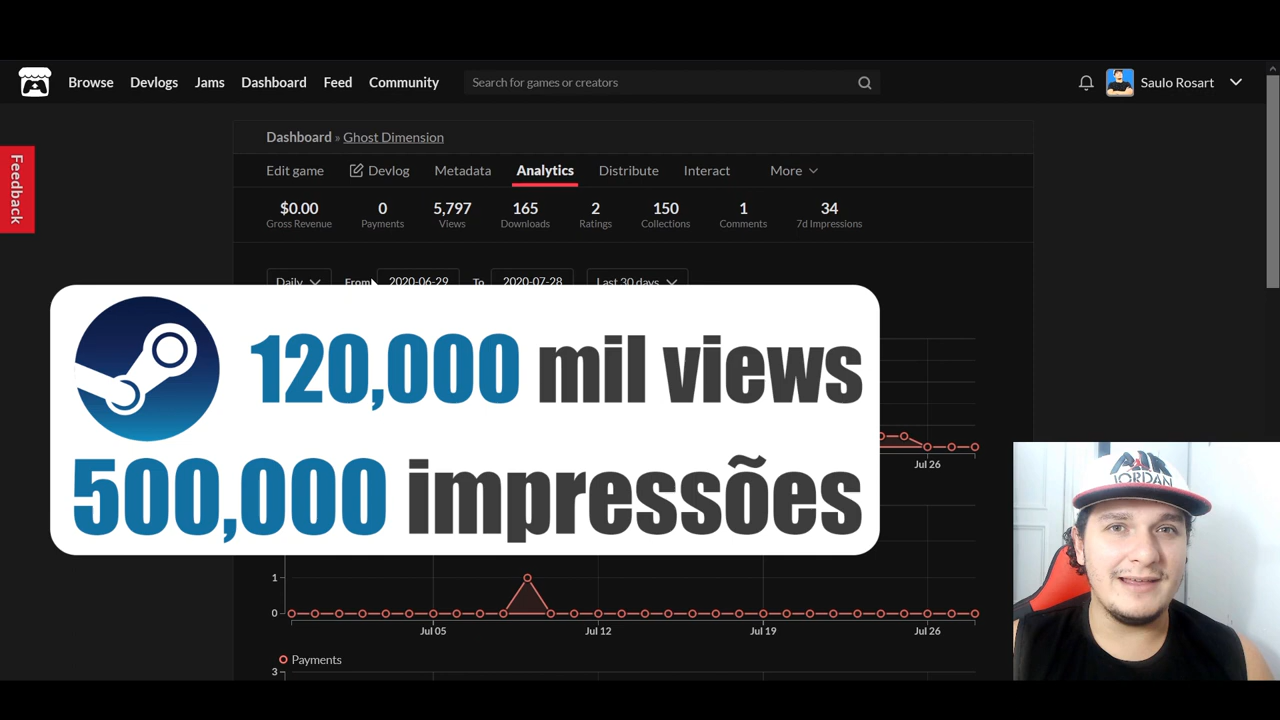 Browse Devlogs Jams Dashboard Feed Community Search for games or creators Saulo Rosart
Feedback
Dashboard » Ghost Dimension
Edit game Devlog Metadata Analytics Distribute Interact More
$0.00 0 5,797 165 2 150 1 34
Gross Revenue Payments Views Downloads Ratings Collections Comments 7d Impressions
Daily From 2020-06-29 To 2020-07-28 Last 30 days
120,000 mil views
Jul 26
500,000 impressões
AIR
JORDAN
1
0
Jul 05 Jul 12 Jul 19 Jul 26
Payments
3